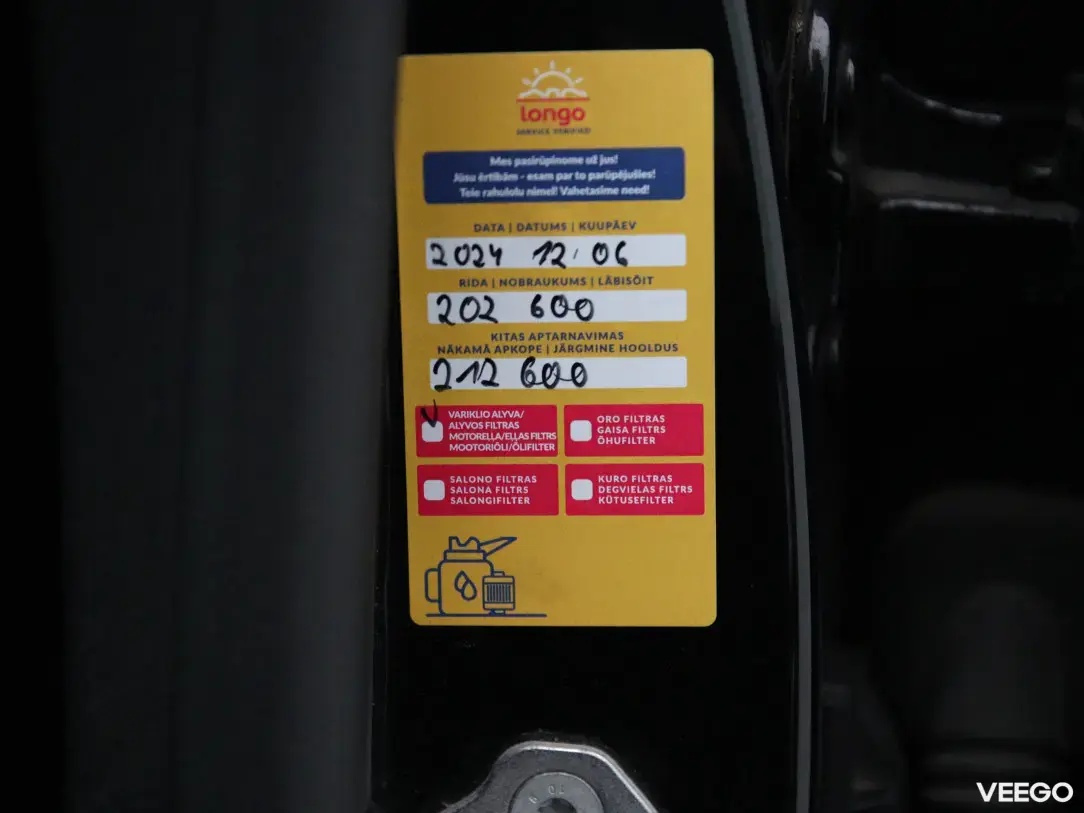 longo
SERVICE VERIFIED
Mes pasirūpinome už jus!
Jūsu ērtībām - esam par to parūpējušies!
Teie rahulolu nimel! Vahetasime need!
DATA | DATUMS | KUUPÄEV
2024 12. 06
RIDA | NOBRAUKUMS | LÄBISÕIT
202 600
KITAS APTARNAVIMAS
NĀKAMĀ APKOPE | JÄRGMINE HOOLDUS
212 600
VARIKLIO ALYVA/
ALYVOS FILTRAS
MOTOREĻĻA/EĻĻAS FILTRS
MOOTORIÕLI/ÕLIFILTER
ORO FILTRAS
GAISA FILTRS
ÕHUFILTER
SALONO FILTRAS
SALONA FILTRS
SALONGIFILTER
KURO FILTRAS
DEGVIELAS FILTRS
KÜTUSEFILTER
VEEGO